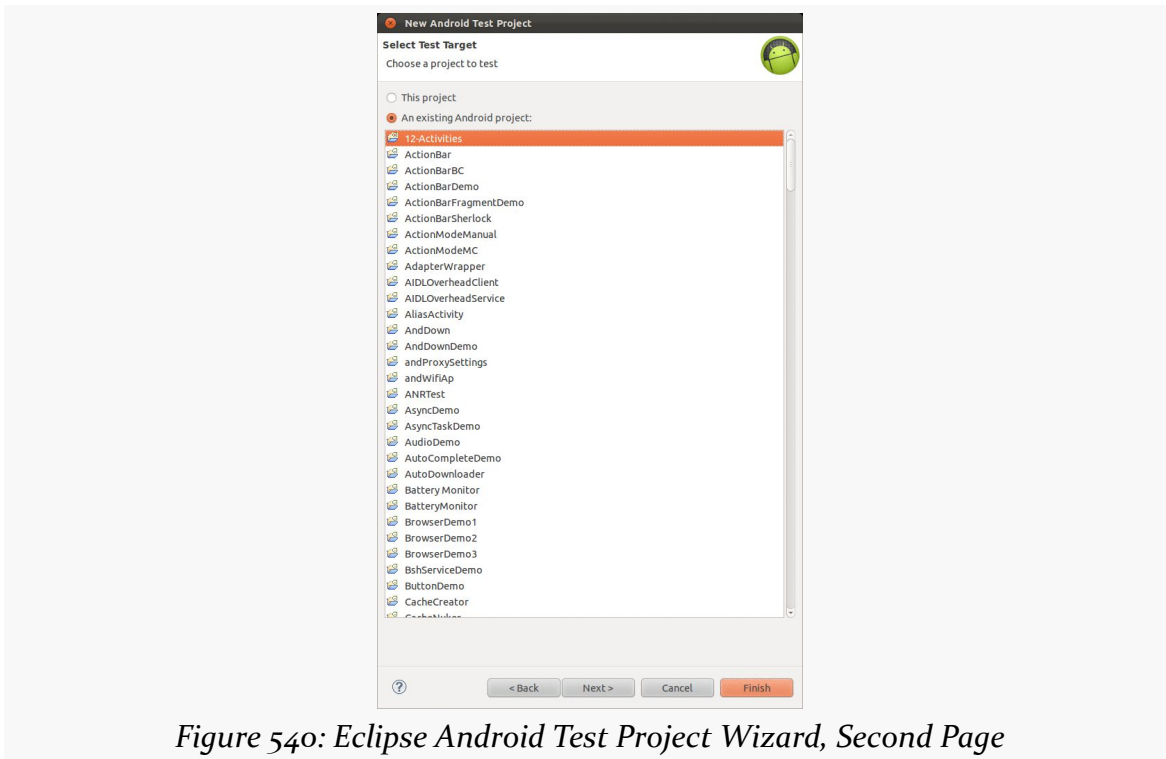 New Android Test Project
Select Test Target
Choose a project to test
This project
An existing Android project:
12-Activities
ActionBar
ActionBarBC
ActionBarDemo
ActionBarFragmentDemo
ActionBarSherlock
ActionModeManual
ActionModeMC
AdapterWrapper
AIDLOverheadClient
AIDLOverheadService
AliasActivity
AndDown
AndDownDemo
andProxySettings
andWifiAp
ANRTest
AsyncDemo
AsyncTaskDemo
AudioDemo
AutoCompleteDemo
AutoDownloader
Battery Monitor
BatteryMonitor
BrowserDemo1
BrowserDemo2
BrowserDemo3
BshServiceDemo
ButtonDemo
CacheCreator
< Back Next > Cancel Finish
Figure 540: Eclipse Android Test Project Wizard, Second Page